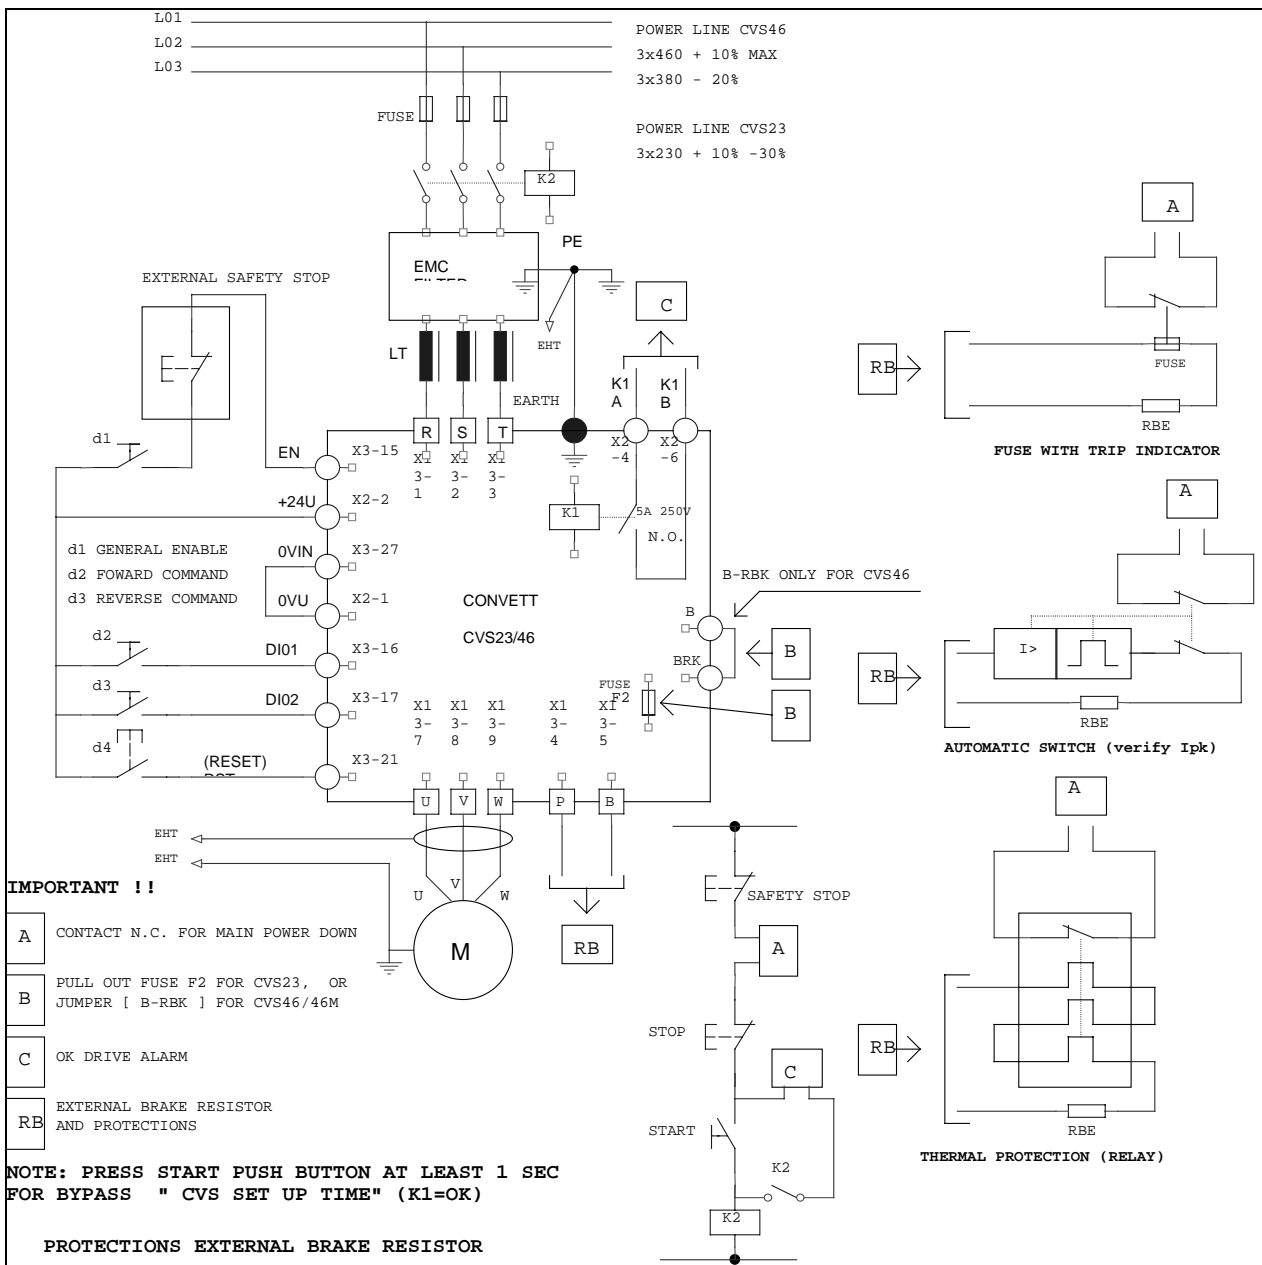 L01
L02
L03
POWER LINE CVS46
3x460 + 10% MAX
3x380 - 20%
POWER LINE CVS23
3x230 + 10% -30%
FUSE
K2
EMC
PE
EHT
EXTERNAL SAFETY STOP
LT
EARTH
C
K1
A
K1
B
R
S
T
X2
-4
X2
-6
X1
3-
1
X1
3-
2
X1
3-
3
d1
EN
X3-15
+24U
X2-2
K1
5A 250V
N.O.
d1 GENERAL ENABLE
d2 FOWARD COMMAND
d3 REVERSE COMMAND
0VIN
X3-27
0VU
X2-1
CONVETT
CVS23/46
B-RBK ONLY FOR CVS46
B
BRK
B
B
d2
DI01
X3-16
d3
DI02
X3-17
d4
(RESET)
X3-21
FUSE
F2
X1
3-
7
X1
3-
8
X1
3-
9
X1
3-
4
X1
3-
5
U
V
W
P
B
EHT
EHT
U
V
W
M
RB
IMPORTANT !!
A CONTACT N.C. FOR MAIN POWER DOWN
B PULL OUT FUSE F2 FOR CVS23, OR
JUMPER [ B-RBK ] FOR CVS46/46M
C OK DRIVE ALARM
RB EXTERNAL BRAKE RESISTOR
AND PROTECTIONS
NOTE: PRESS START PUSH BUTTON AT LEAST 1 SEC
FOR BYPASS " CVS SET UP TIME" (K1=OK)
PROTECTIONS EXTERNAL BRAKE RESISTOR
SAFETY STOP
A
STOP
C
START
K2
K2
A
RB
FUSE
RBE
FUSE WITH TRIP INDICATOR
A
I>
RB
RBE
AUTOMATIC SWITCH (verify Ipk)
A
RB
RBE
THERMAL PROTECTION (RELAY)